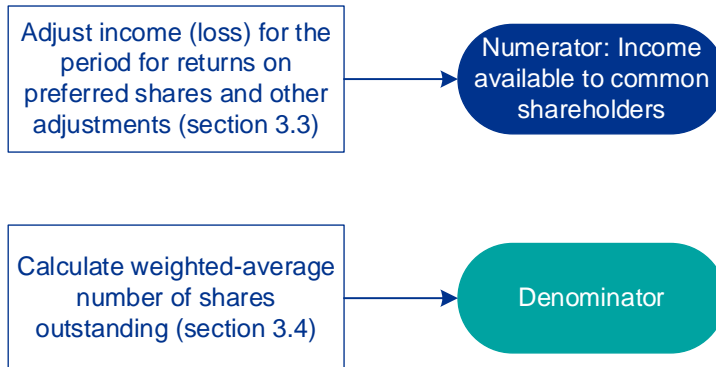 Adjust income (loss) for the
period for returns on
preferred shares and other
adjustments (section 3.3)
Numerator: Income
available to common
shareholders
Calculate weighted-average
number of shares
outstanding (section 3.4)
Denominator